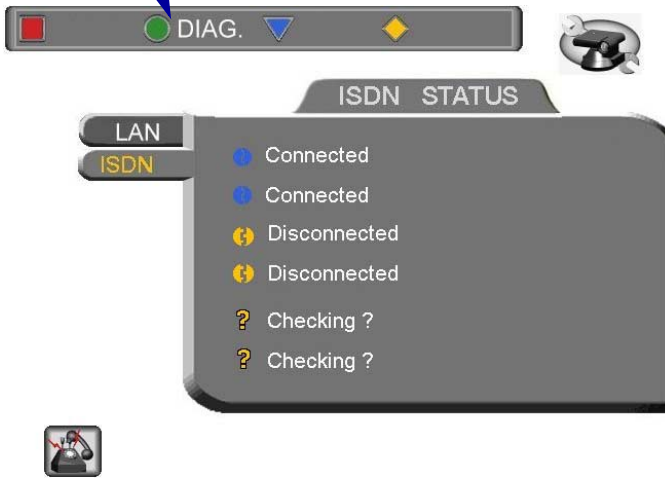 DIAG.
ISDN STATUS
LAN
ISDN
Connected
Connected
Disconnected
Disconnected
? Checking ?
? Checking ?